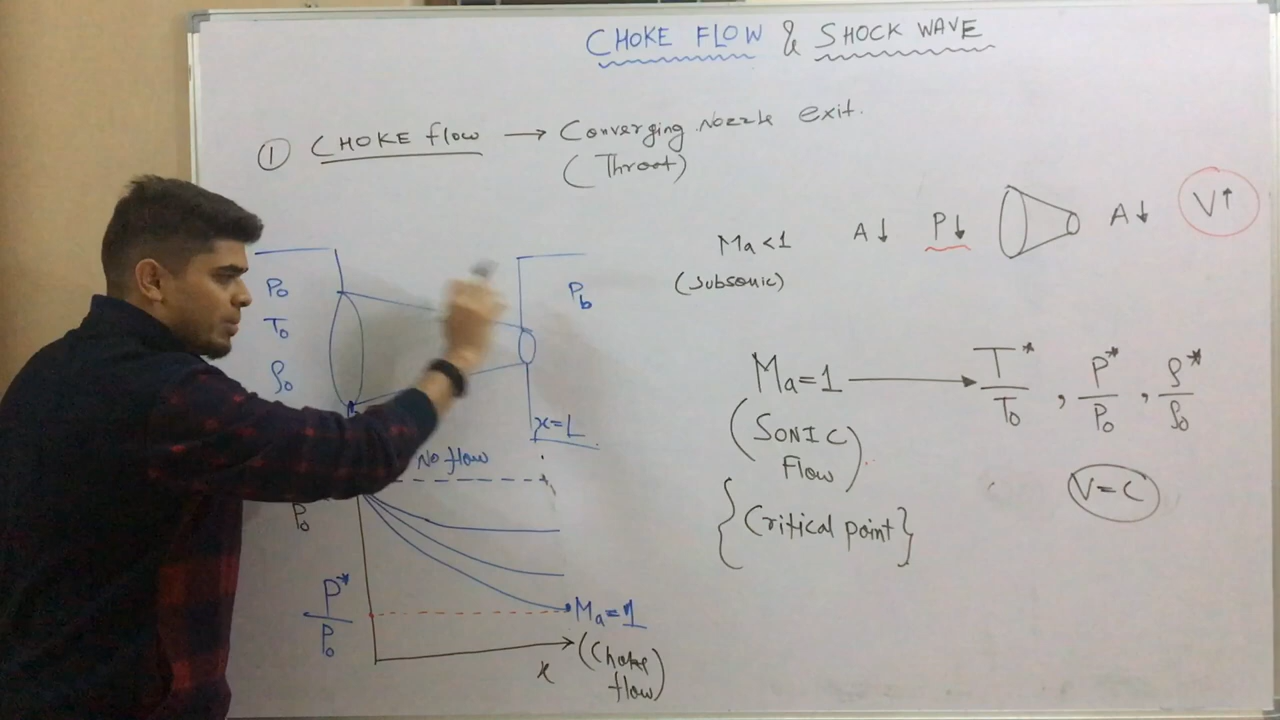 CHOKE FLOW & SHOCK WAVE
① CHOKE flow → Converging Nozzle exit.
(Throat)
Ma<1 A↓ P↓ A↓ V↑
(Subsonic)
P₀ P_b
T₀
ρ₀
x=L
No flow
P₀
P*/P₀
Ma=1
x (Choke flow)
Ma=1 → T*/T₀ , P*/P₀ , ρ*/ρ₀
(SONIC
Flow)
V=C
{Critical point}